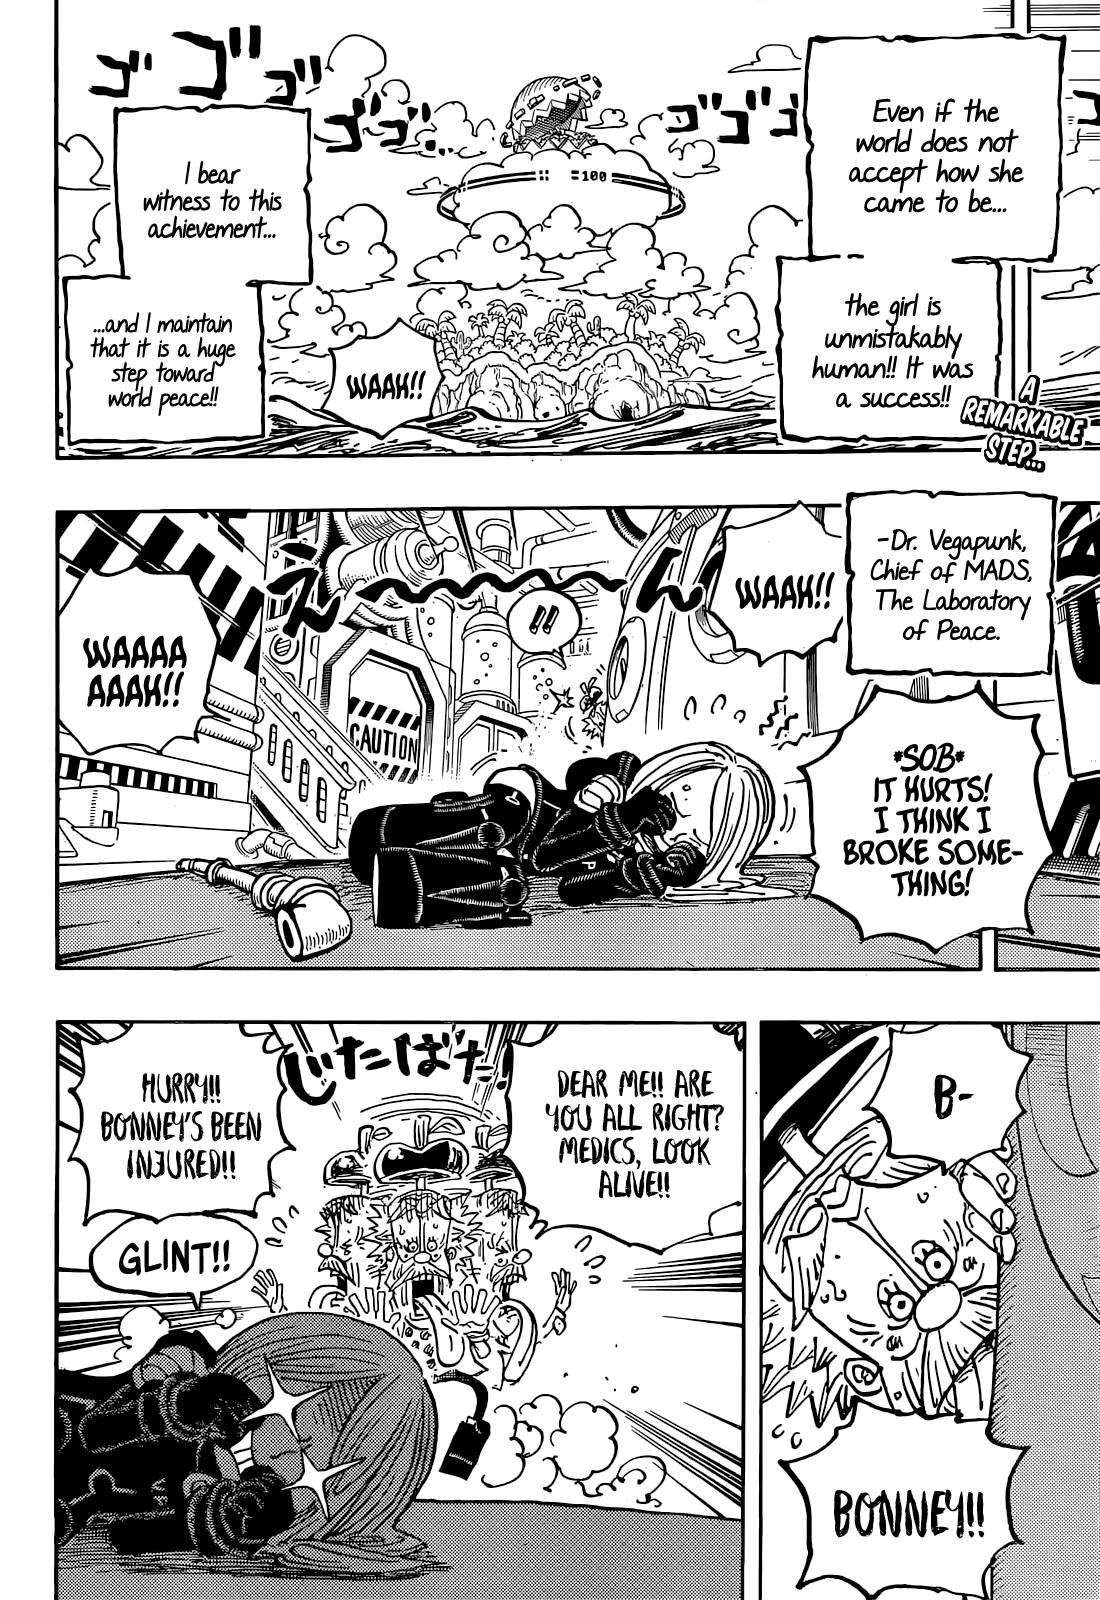 Even if the
world does not
accept how she
came to be...
the girl is
unmistakably
human!! It was
a success!!
A
REMARKABLE
STEP...
ゴゴゴ
ゴゴゴ
ゴゴゴ
=100
I bear
witness to this
achievement...
...and I maintain
that it is a huge
step toward
world peace!!
WAAH!!
-Dr. Vegapunk,
Chief of MADS,
The Laboratory
of Peace.
WAAH!!
!!
え〜〜ん
WAAAA
AAAH!!
CAUTION
*SOB*
IT HURTS!
I THINK I
BROKE SOME-
THING!
B-
BONNEY!!
DEAR ME!! ARE
YOU ALL RIGHT?
MEDICS, LOOK
ALIVE!!
じたばた!
HURRY!!
BONNEY'S BEEN
INJURED!!
GLINT!!